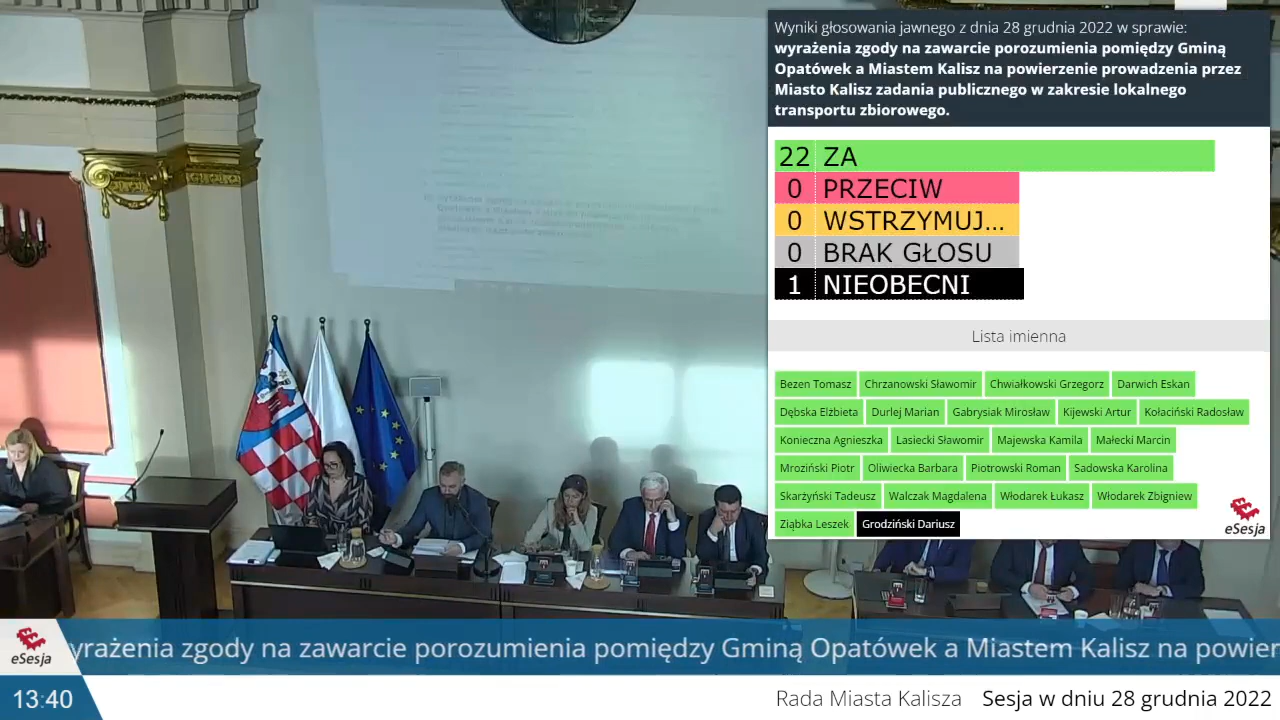 Wyniki głosowania jawnego z dnia 28 grudnia 2022 w sprawie:
wyrażenia zgody na zawarcie porozumienia pomiędzy Gminą
Opatówek a Miastem Kalisz na powierzenie prowadzenia przez
Miasto Kalisz zadania publicznego w zakresie lokalnego
transportu zbiorowego.
22 ZA
0 PRZECIW
0 WSTRZYMUJ...
0 BRAK GŁOSU
1 NIEOBECNI
Lista imienna
Bezen Tomasz Chrzanowski Sławomir Chwiałkowski Grzegorz Darwich Eskan
Dębska Elżbieta Durlej Marian Gabrysiak Mirosław Kijewski Artur Kołaciński Radosław
Konieczna Agnieszka Lasiecki Sławomir Majewska Kamila Małecki Marcin
Mroziński Piotr Oliwiecka Barbara Piotrowski Roman Sadowska Karolina
Skarżyński Tadeusz Walczak Magdalena Włodarek Łukasz Włodarek Zbigniew
Ziąbka Leszek Grodziński Dariusz
eSesja
eSesja
wyrażenia zgody na zawarcie porozumienia pomiędzy Gminą Opatówek a Miastem Kalisz na powier
13:40
Rada Miasta Kalisza Sesja w dniu 28 grudnia 2022